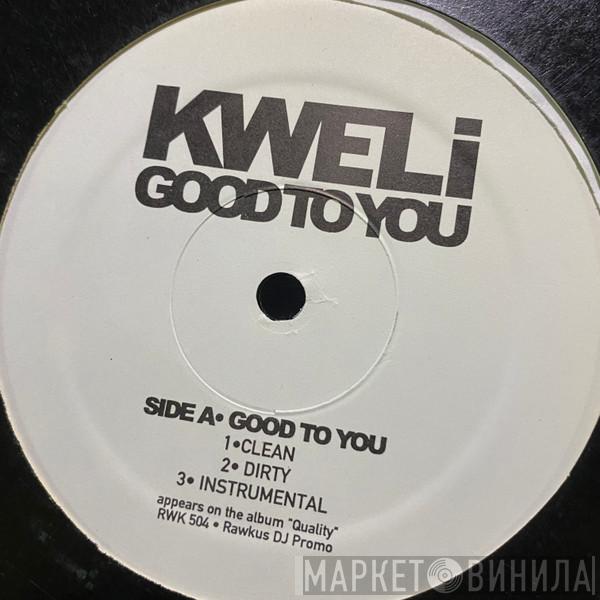 KWELi
GOOD TO YOU
SIDE A• GOOD TO YOU
1•CLEAN
2• DIRTY
3• INSTRUMENTAL
appears on the album "Quality"
RWK 504 • Rawkus DJ Promo
МАРКЕТ ВИНИЛА